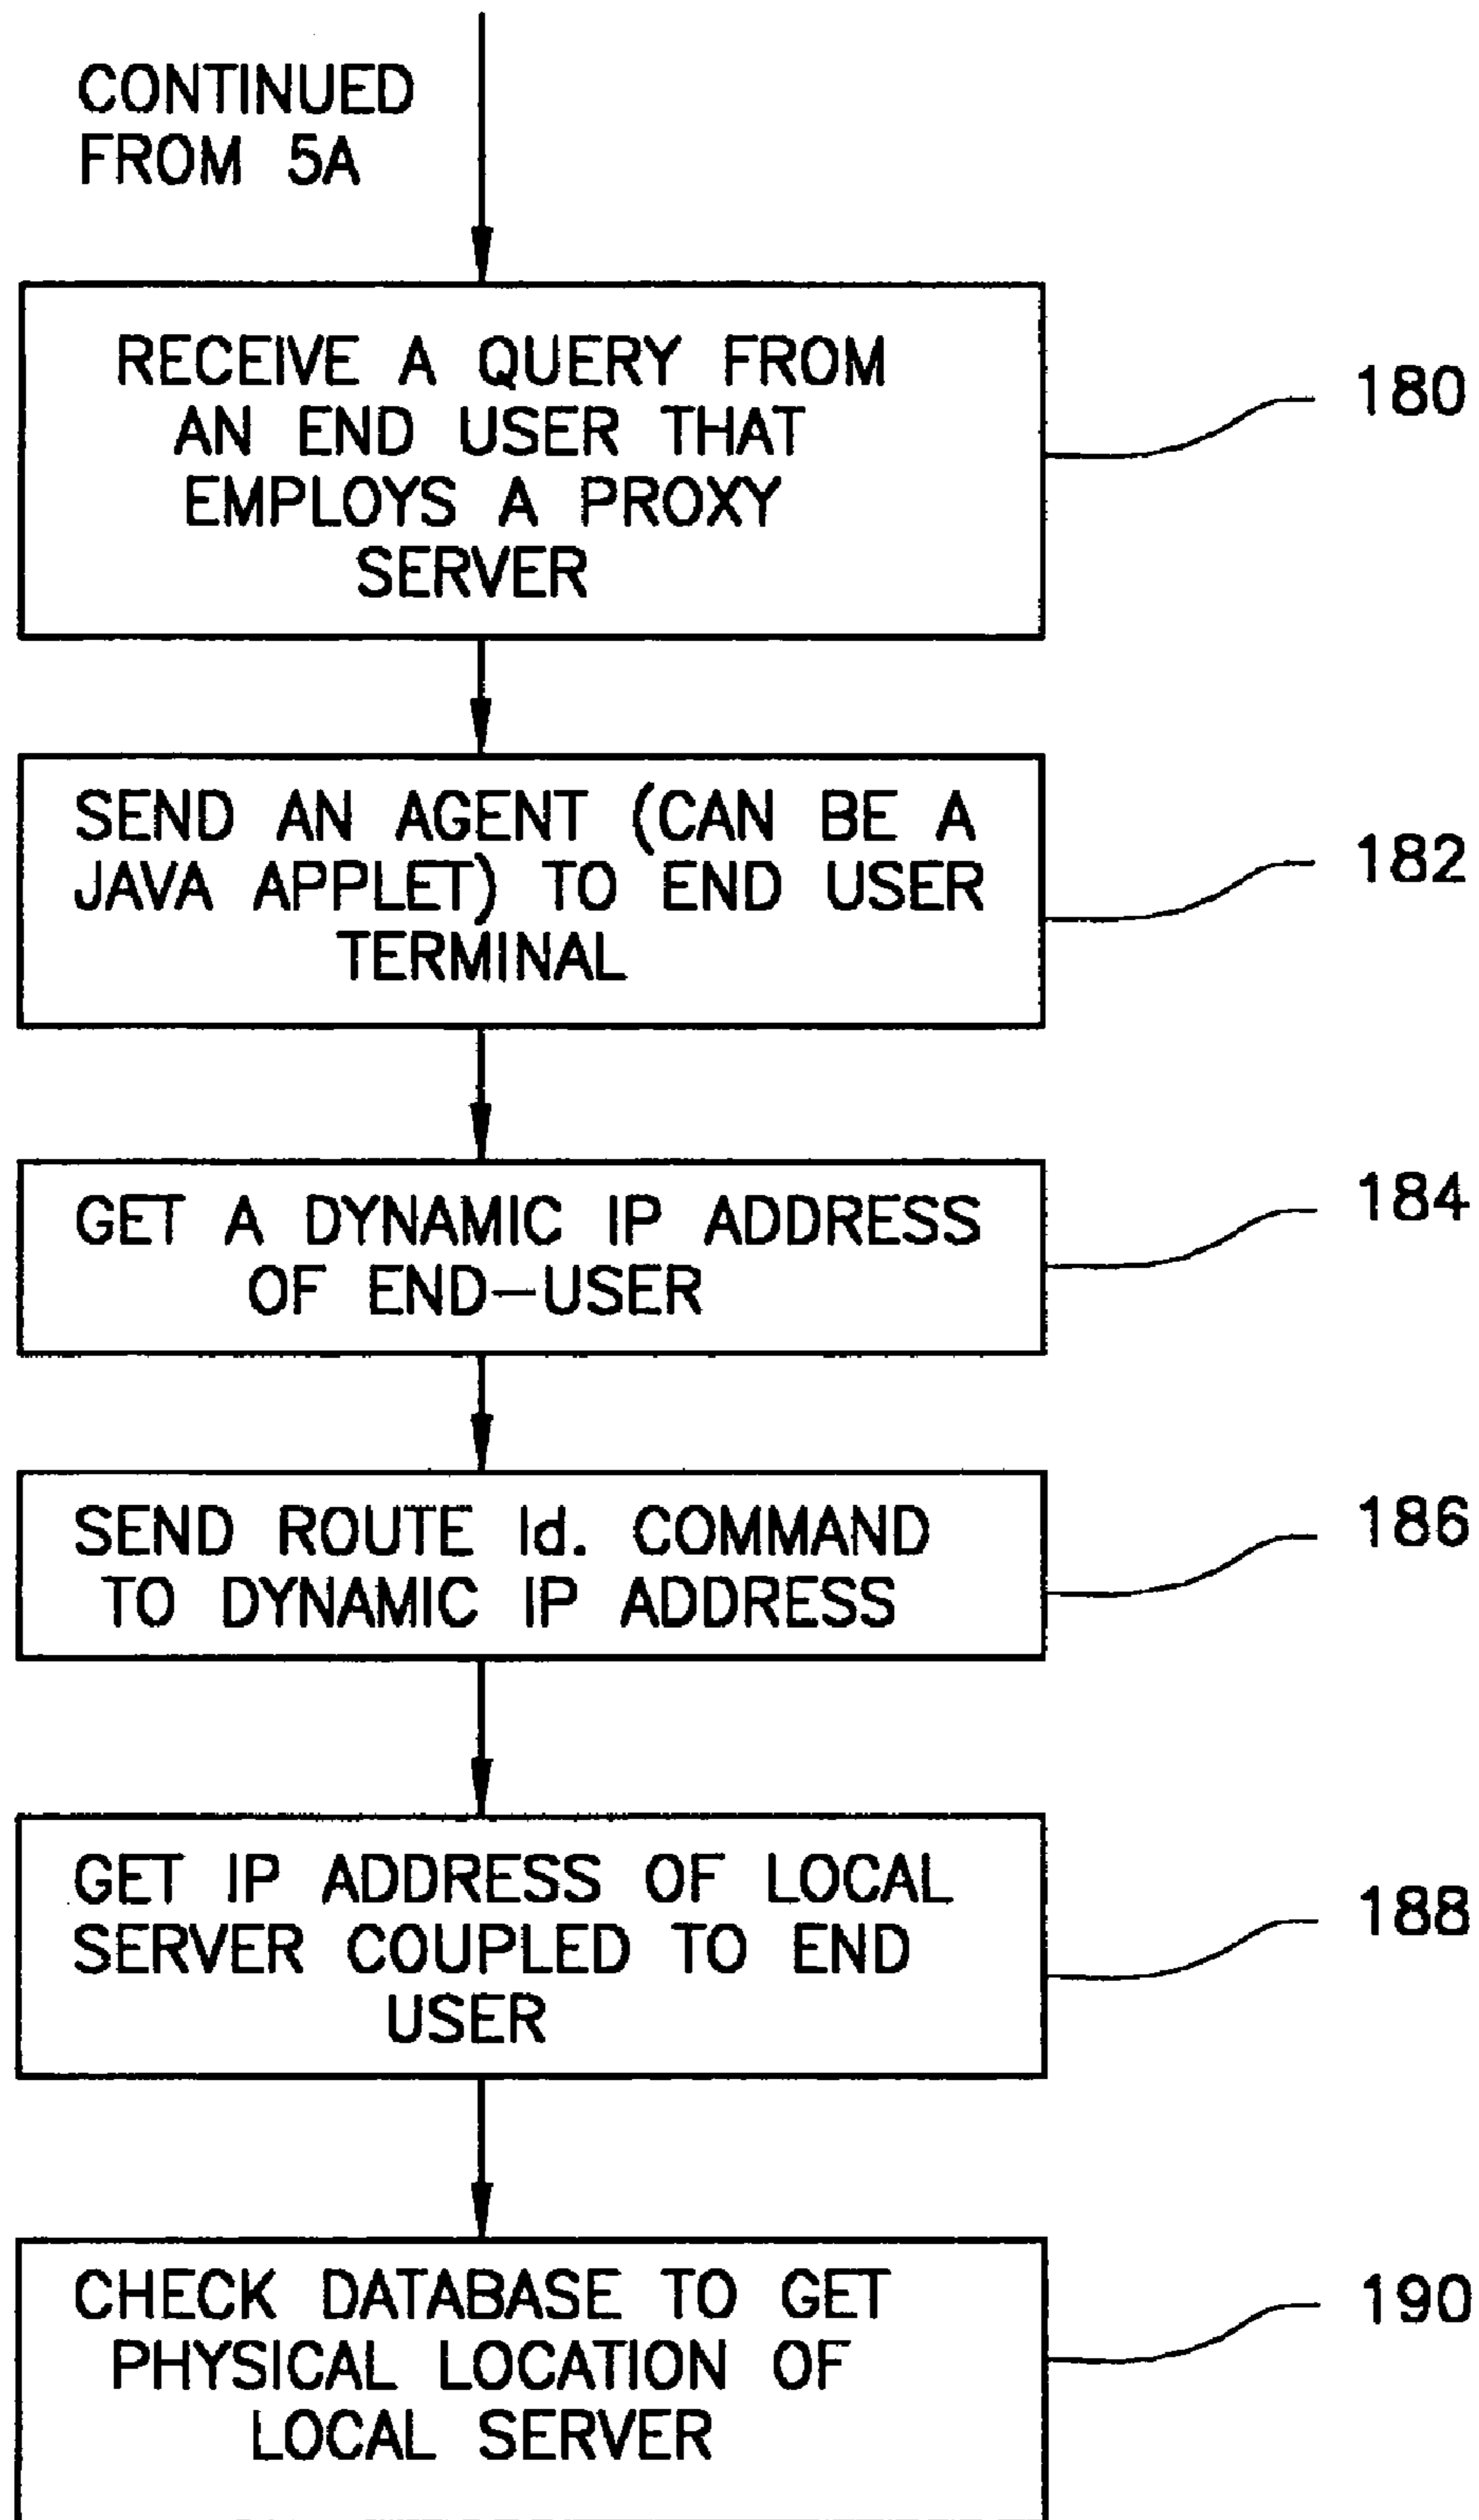 CONTINUED
FROM 5A
RECEIVE A QUERY FROM
AN END USER THAT
EMPLOYS A PROXY
SERVER
180
SEND AN AGENT (CAN BE A
JAVA APPLET) TO END USER
TERMINAL
182
GET A DYNAMIC IP ADDRESS
OF END-USER
184
SEND ROUTE Id. COMMAND
TO DYNAMIC IP ADDRESS
186
GET IP ADDRESS OF LOCAL
SERVER COUPLED TO END
USER
188
CHECK DATABASE TO GET
PHYSICAL LOCATION OF
LOCAL SERVER
190